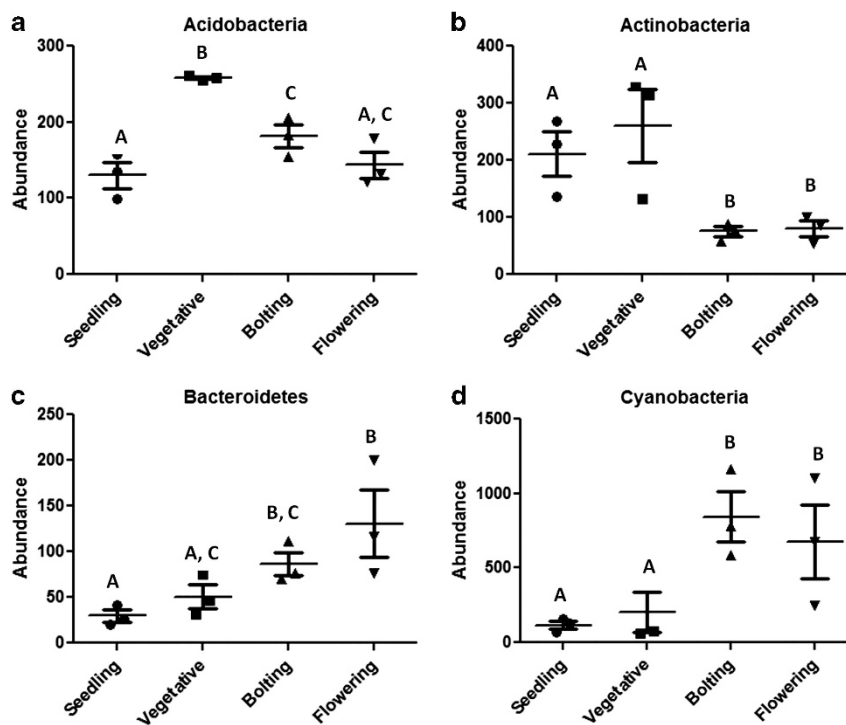 a
Acidobacteria
300
200
100
0
Abundance
A
B
C
A, C
Seedling
Vegetative
Bolting
Flowering
b
Actinobacteria
400
300
200
100
0
Abundance
A
A
B
B
Seedling
Vegetative
Bolting
Flowering
c
Bacteroidetes
250
200
150
100
50
0
Abundance
A
A, C
B, C
B
Seedling
Vegetative
Bolting
Flowering
d
Cyanobacteria
1500
1000
500
0
Abundance
A
A
B
B
Seedling
Vegetative
Bolting
Flowering